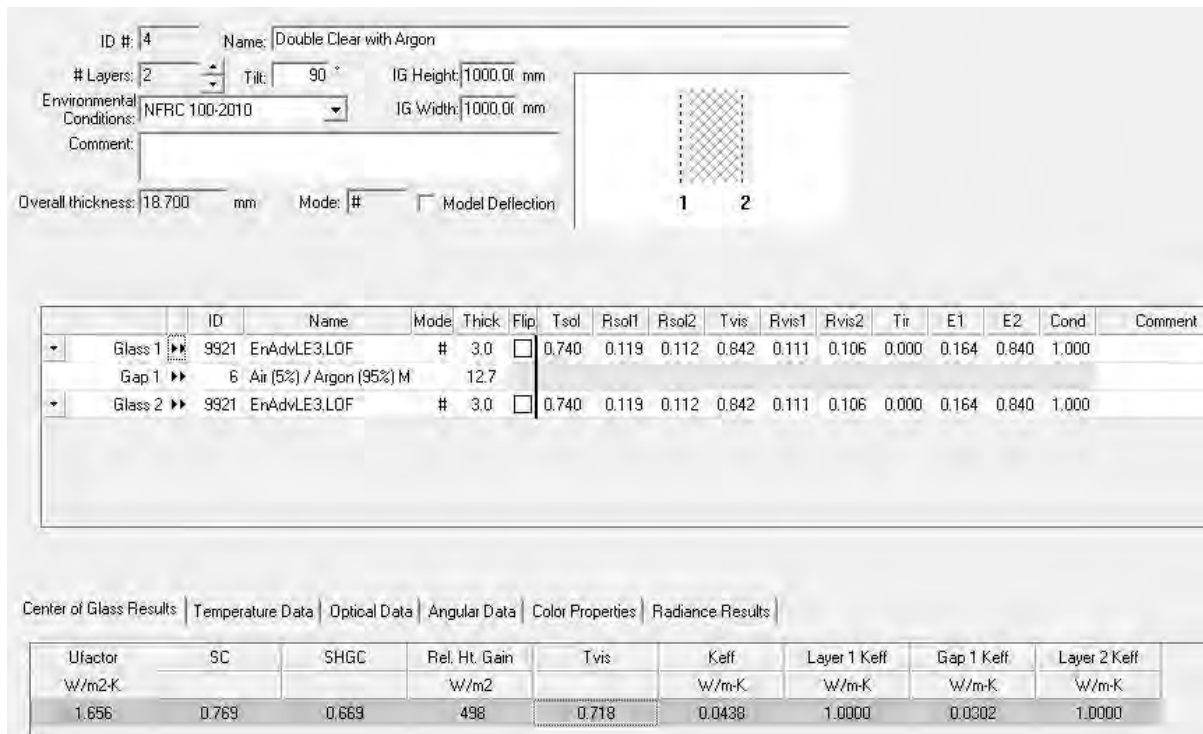 ID #: 4 Name: Double Clear with Argon
# Layers: 2 Tilt: 90 ° IG Height: 1000.0( mm
Environmental Conditions: NFRC 100-2010 IG Width: 1000.0( mm
Comment:
Overall thickness: 18.700 mm Mode: # Model Deflection
1 2
ID Name Mode Thick Flip Tsol Rsol1 Rsol2 Tvis Rvis1 Rvis2 Tir E1 E2 Cond Comment
Glass 1 9921 EnAdvLE3.LOF # 3.0 0.740 0.119 0.112 0.842 0.111 0.106 0.000 0.164 0.840 1.000
Gap 1 6 Air (5%) / Argon (95%) M 12.7
Glass 2 9921 EnAdvLE3.LOF # 3.0 0.740 0.119 0.112 0.842 0.111 0.106 0.000 0.164 0.840 1.000
Center of Glass Results Temperature Data Optical Data Angular Data Color Properties Radiance Results
Ufactor SC SHGC Rel. Ht. Gain Tvis Keff Layer 1 Keff Gap 1 Keff Layer 2 Keff
W/m2-K W/m2 W/m-K W/m-K W/m-K W/m-K
1.656 0.769 0.669 498 0.718 0.0438 1.0000 0.0302 1.0000